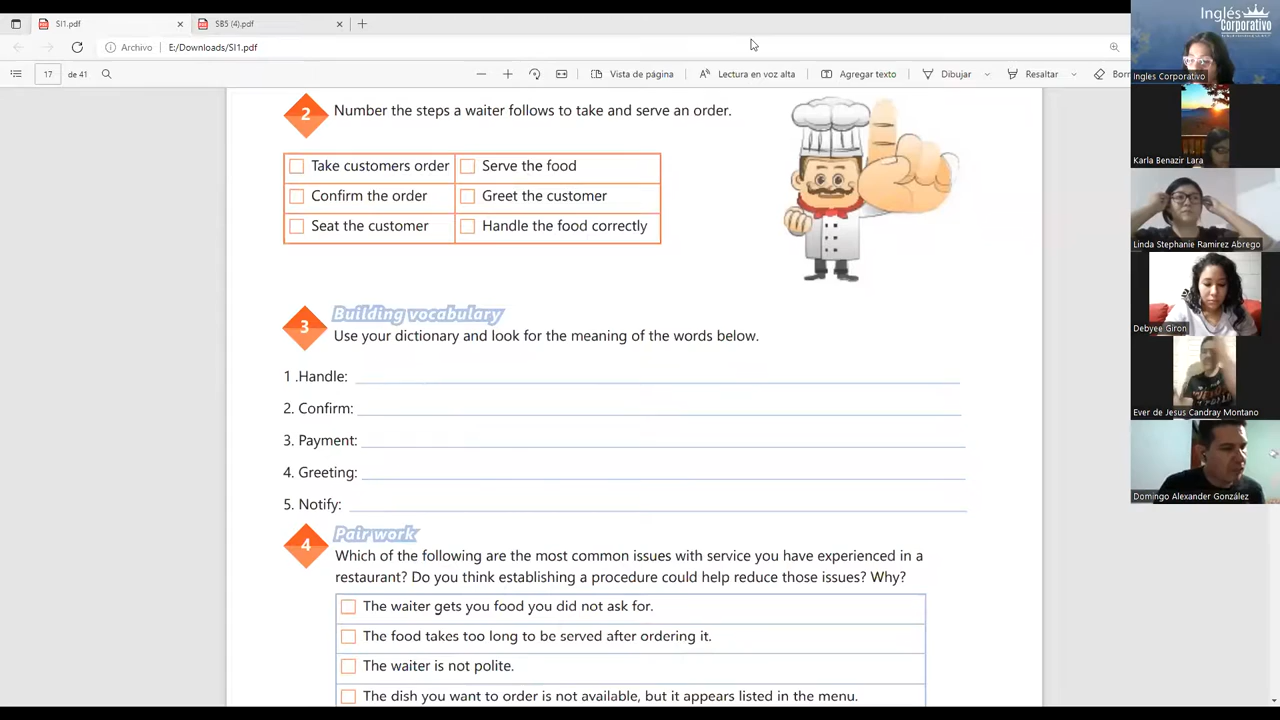 SI1.pdf
SB5 (4).pdf
Archivo
E:/Downloads/SI1.pdf
17
de 41
Vista de página
Lectura en voz alta
Agregar texto
Dibujar
Resaltar
Borr
2
Number the steps a waiter follows to take and serve an order.
Take customers order
Serve the food
Confirm the order
Greet the customer
Seat the customer
Handle the food correctly
3
Building vocabulary
Use your dictionary and look for the meaning of the words below.
1 .Handle:
2. Confirm:
3. Payment:
4. Greeting:
5. Notify:
4
Pair work
Which of the following are the most common issues with service you have experienced in a
restaurant? Do you think establishing a procedure could help reduce those issues? Why?
The waiter gets you food you did not ask for.
The food takes too long to be served after ordering it.
The waiter is not polite.
The dish you want to order is not available, but it appears listed in the menu.
Inglés
Corporativo
Ingles Corporativo
Karla Benazir Lara
Linda Stephanie Ramirez Abrego
Debyee Giron
Ever de Jesus Candray Montano
Domingo Alexander González